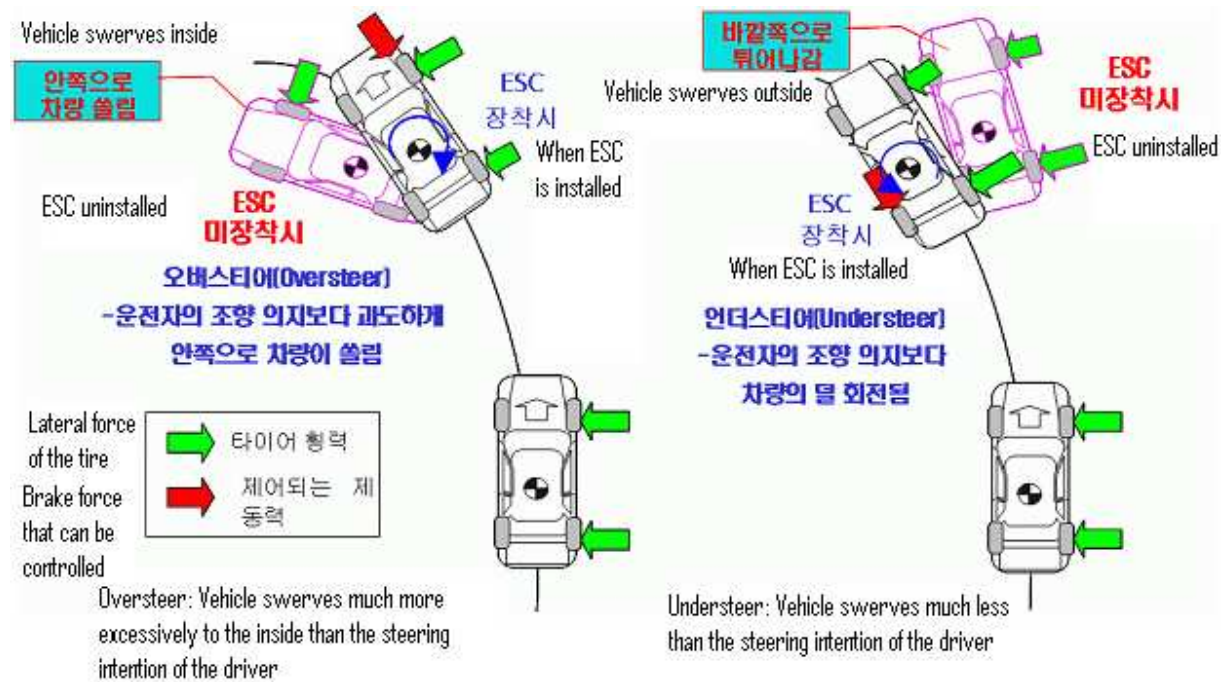 Vehicle swerves inside
안쪽으로
차량 쏠림
ESC
장착시
When ESC
is installed
ESC uninstalled
ESC
미장착시
오버스티어(Oversteer)
-운전자의 조향 의지보다 과도하게
안쪽으로 차량이 쏠림
Lateral force
of the tire
타이어 횡력
Brake force
that can be
controlled
제어되는 제
동력
Oversteer: Vehicle swerves much more
excessively to the inside than the steering
intention of the driver
바깥쪽으로
튀어나감
Vehicle swerves outside
ESC
미장착시
ESC uninstalled
ESC
장착시
When ESC is installed
언더스티어(Understeer)
-운전자의 조향 의지보다
차량의 덜 회전됨
Understeer: Vehicle swerves much less
than the steering intention of the driver